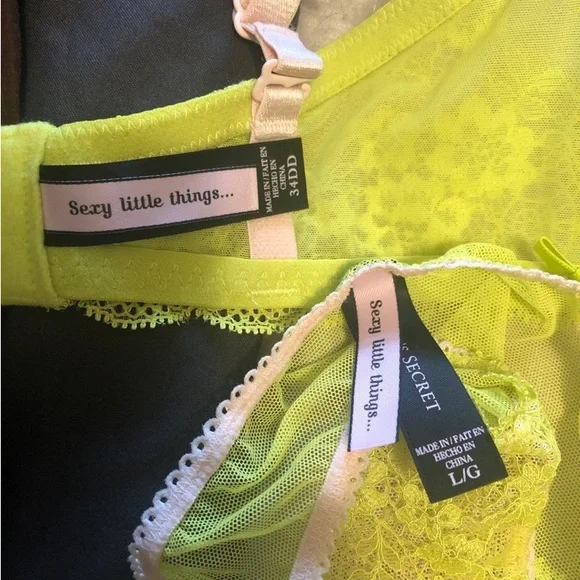 Sexy little things...
MADE IN / FAIT EN
HECHO EN
CHINA
34DD
Sexy little things...
SECRET
MADE IN / FAIT EN
HECHO EN
CHINA
L/G